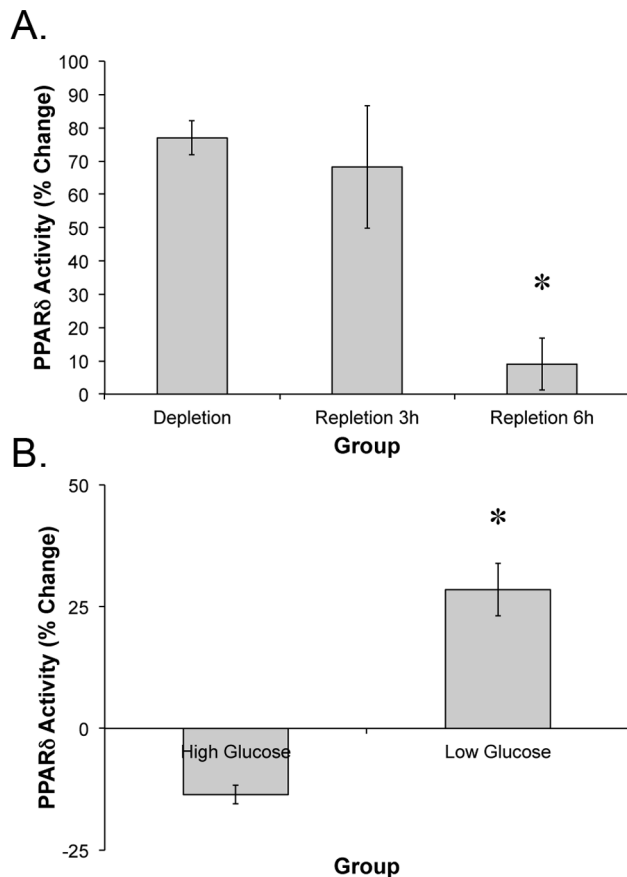 A.
PPARδ Activity (% Change)
100
90
80
70
60
50
40
30
20
10
0
*
Depletion Repletion 3h Repletion 6h
Group
B.
PPARδ Activity (% Change)
50
25
0
-25
*
High Glucose Low Glucose
Group